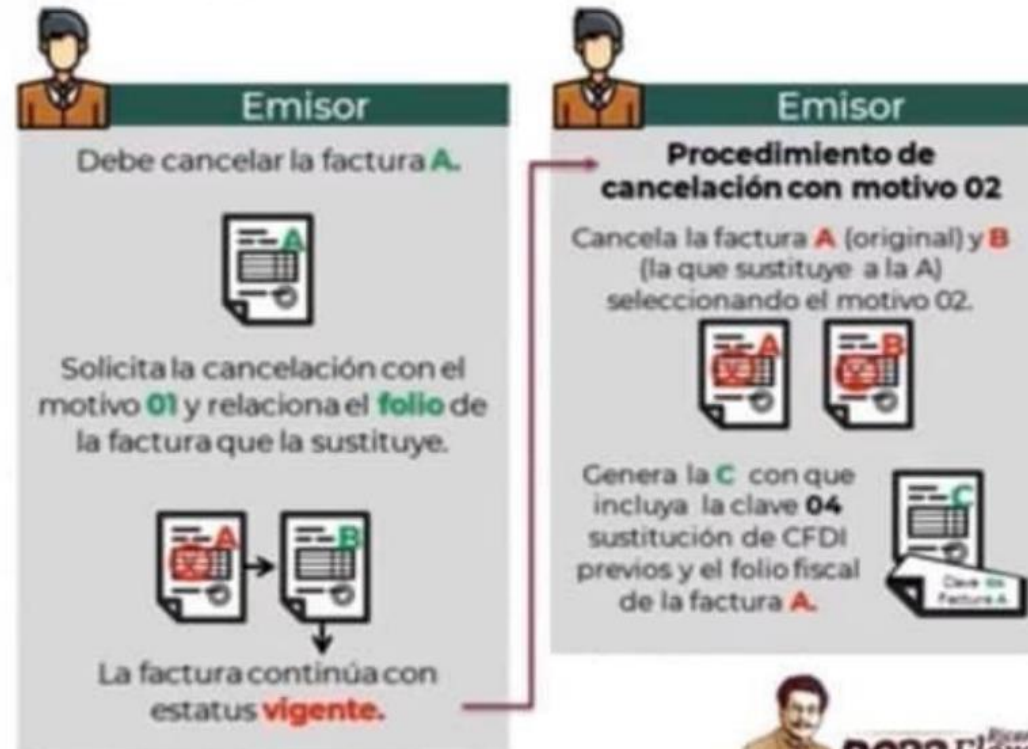 Emisor
Debe cancelar la factura A.
A
Solicita la cancelación con el
motivo 01 y relaciona el folio de
la factura que la sustituye.
A
B
La factura continúa con
estatus vigente.
Emisor
Procedimiento de
cancelación con motivo 02
Cancela la factura A (original) y B
(la que sustituye a la A)
seleccionando el motivo 02.
A
B
Genera la C con que
incluya la clave 04
sustitución de CFDI
previos y el folio fiscal
de la factura A.
C
Clave
Factura A